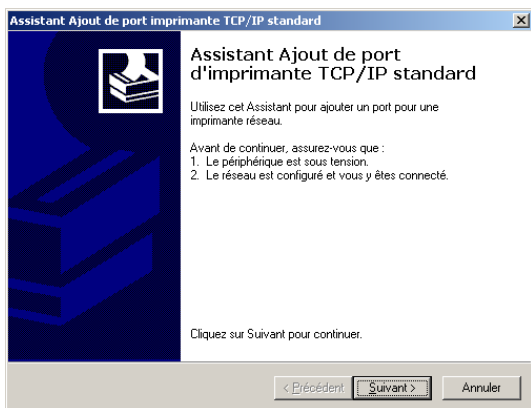 Assistant Ajout de port imprimante TCP/IP standard
Assistant Ajout de port
d'imprimante TCP/IP standard
Utilisez cet Assistant pour ajouter un port pour une
imprimante réseau.
Avant de continuer, assurez-vous que :
1. Le périphérique est sous tension.
2. Le réseau est configuré et vous y êtes connecté.
Cliquez sur Suivant pour continuer.
< Précédent Suivant > Annuler